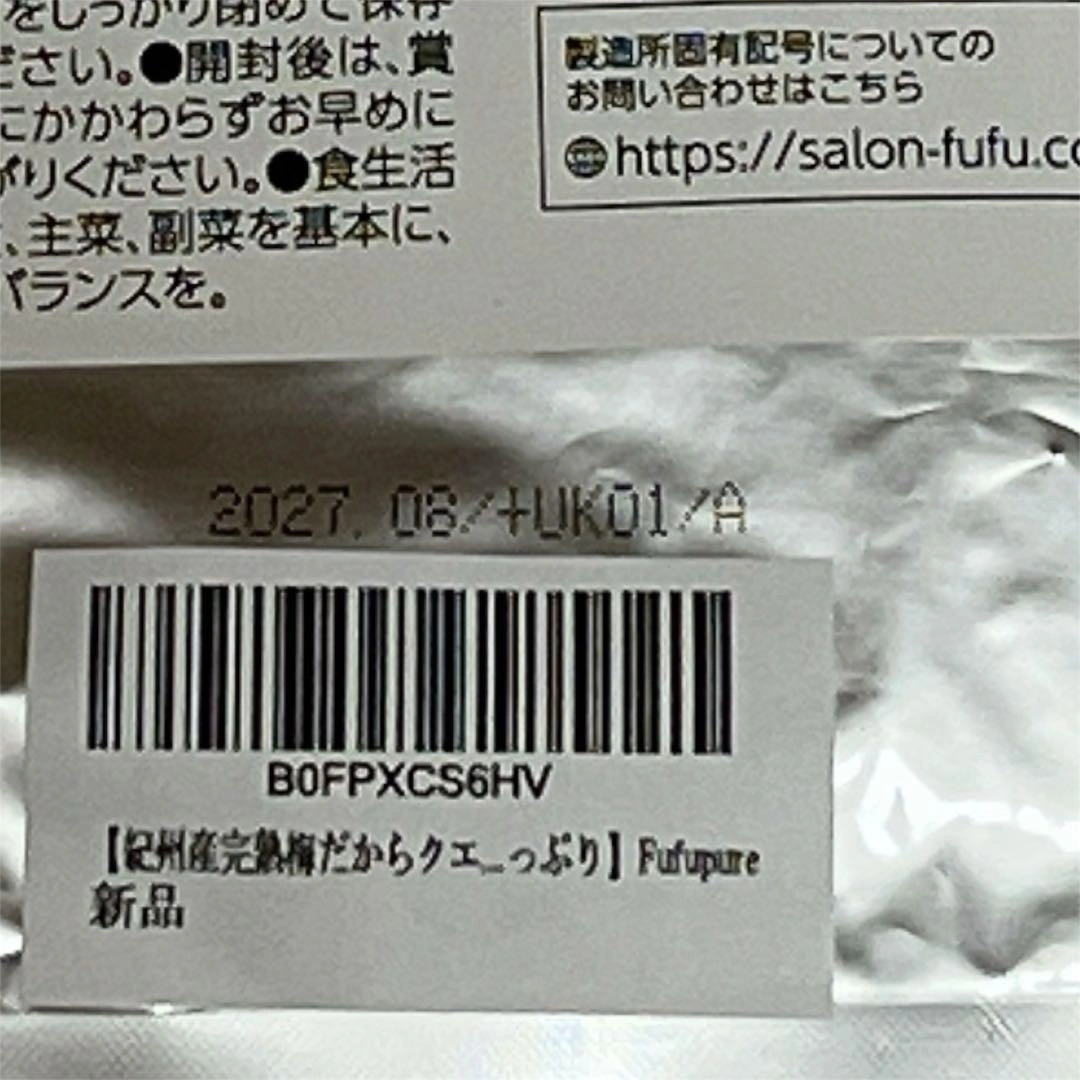 をしっかり閉めて保存
ださい。●開封後は、賞
にかかわらずお早めに
がりください。●食生活
、主菜、副菜を基本に、
バランスを。
製造所固有記号についての
お問い合わせはこちら
https://salon-fufu.co
2027. 08/+UK01/A
B0FPXCS6HV
【紀州産完熟梅だからクエ...っぷり】Fufupure
新品